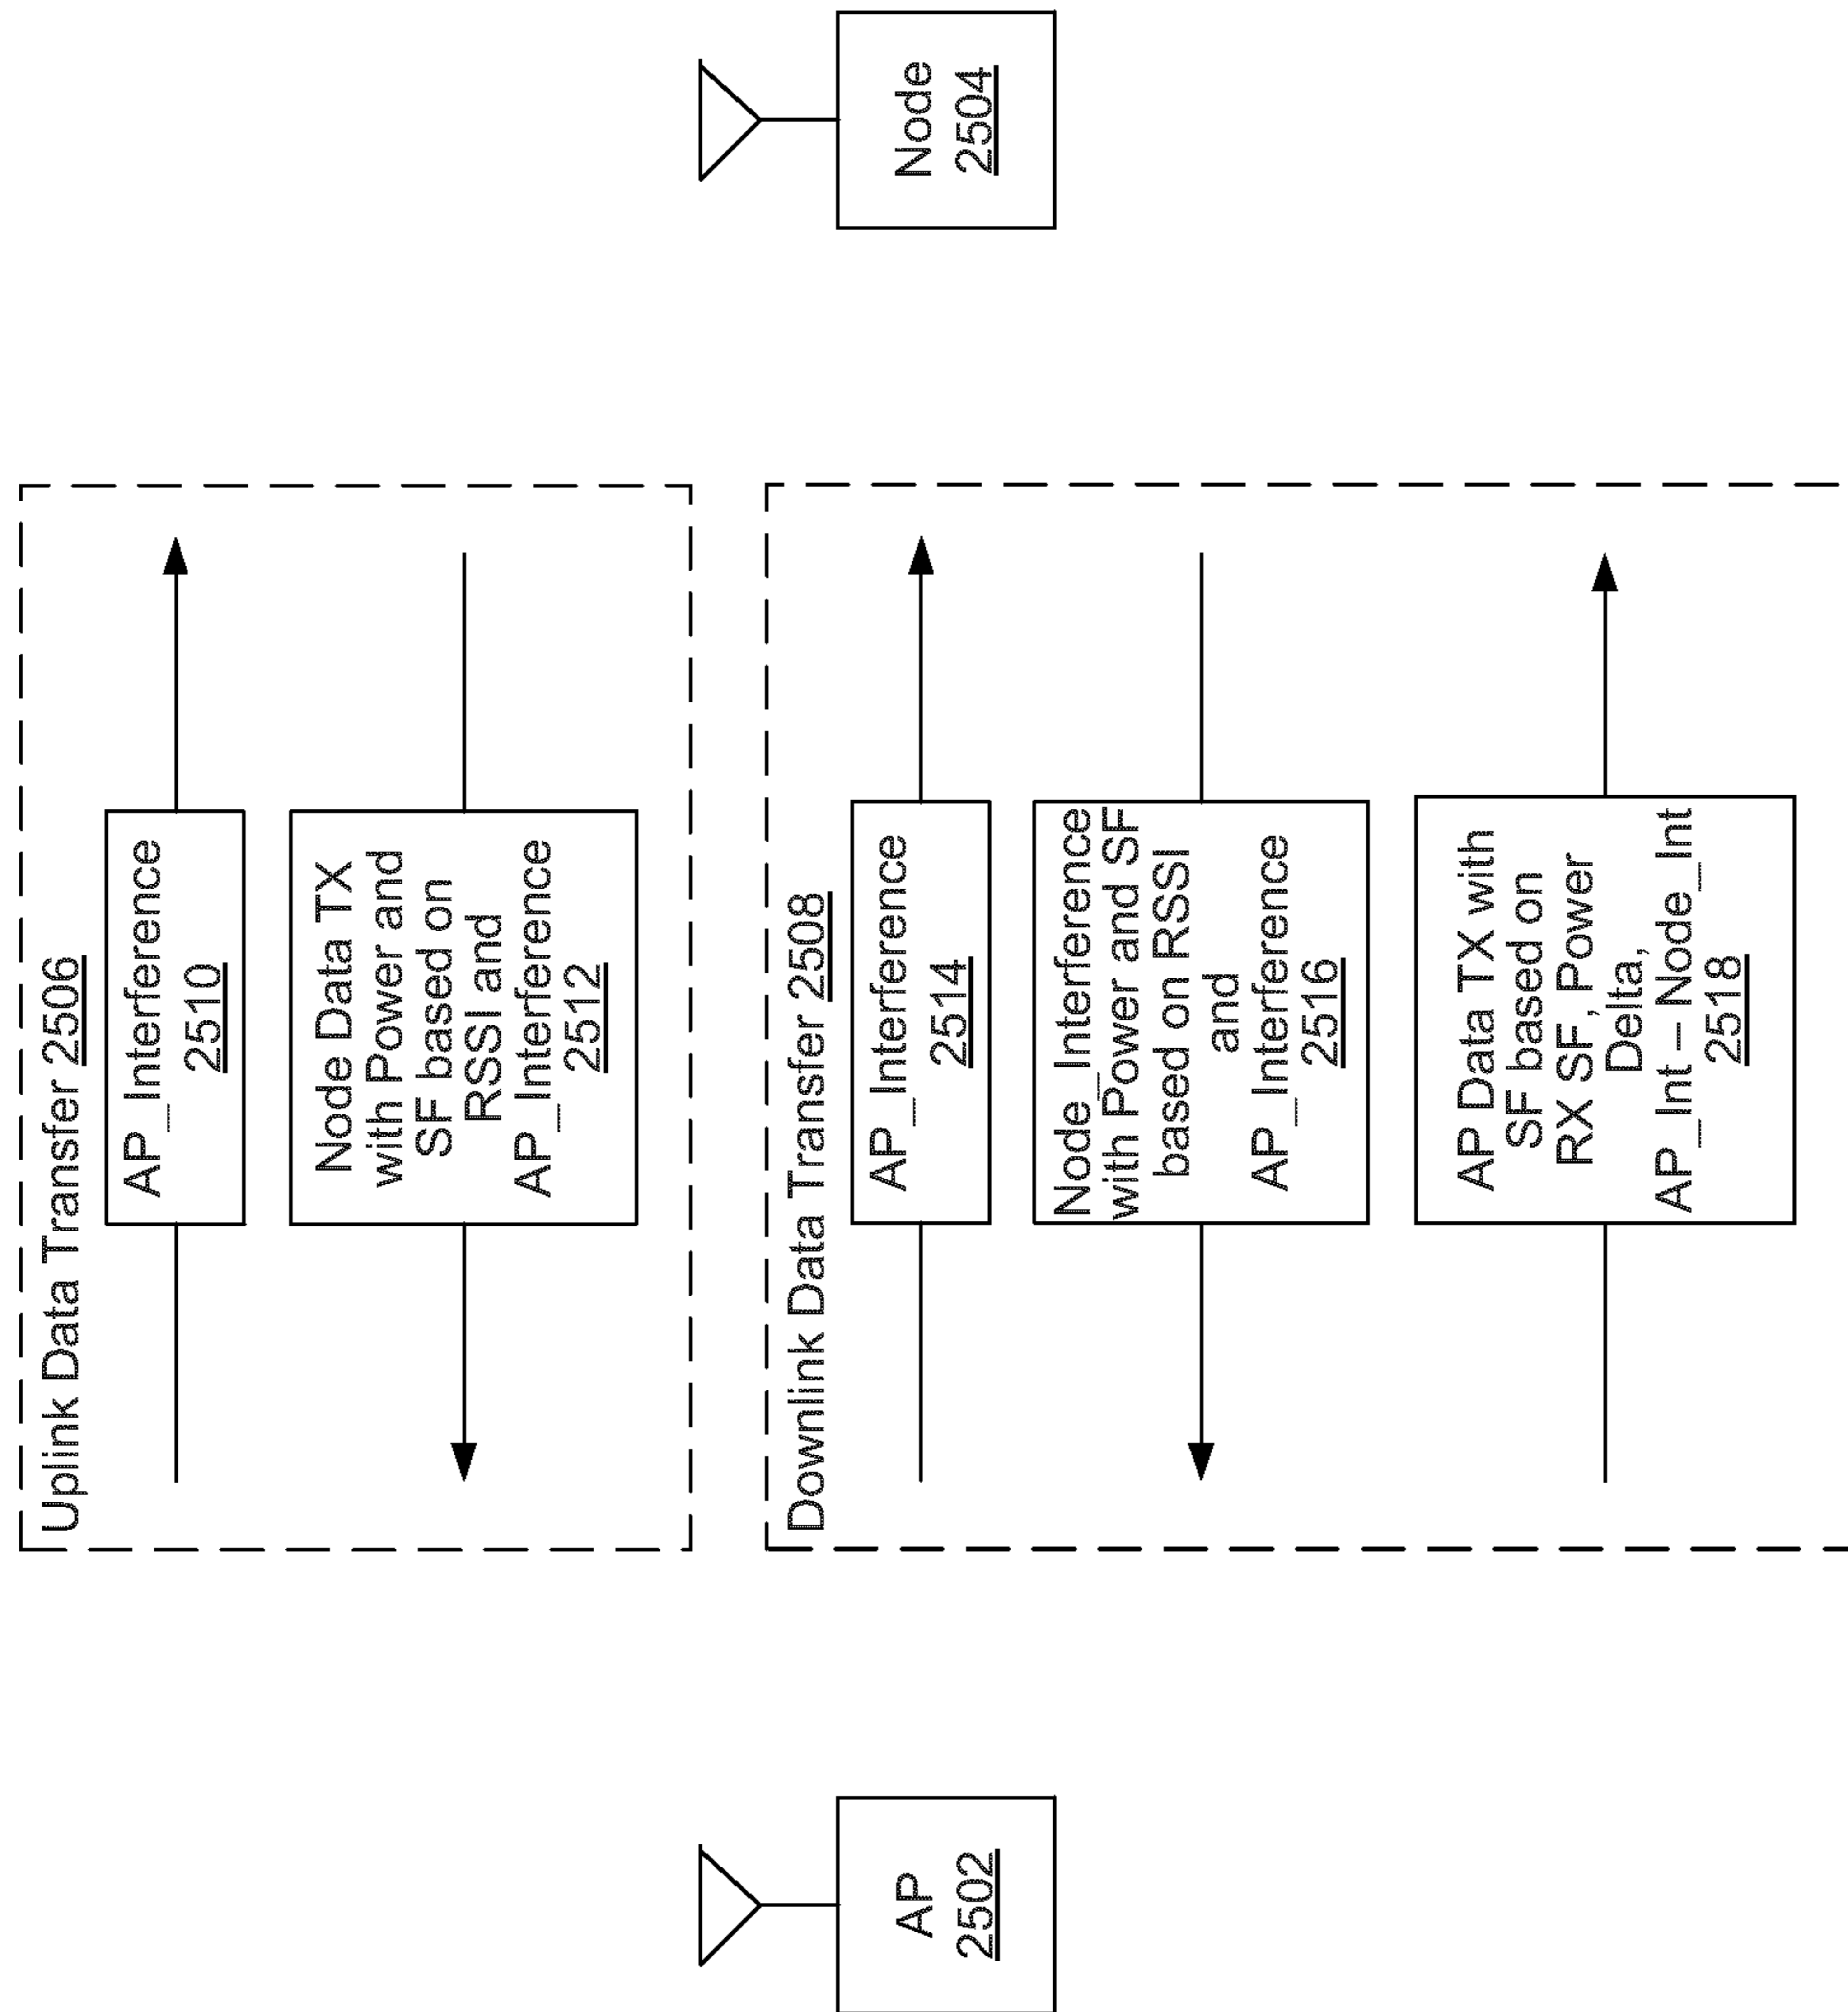 Uplink Data Transfer 2506
AP_Interference
2510
Node Data TX
with Power and
SF based on
RSSI and
AP_Interference
2512
AP
2502
Node
2504
Downlink Data Transfer 2508
AP_Interference
2514
Node_Interference
with Power and SF
based on RSSI
and
AP_Interference
2516
AP Data TX with
SF based on
RX SF, Power
Delta,
AP_Int – Node_Int
2518